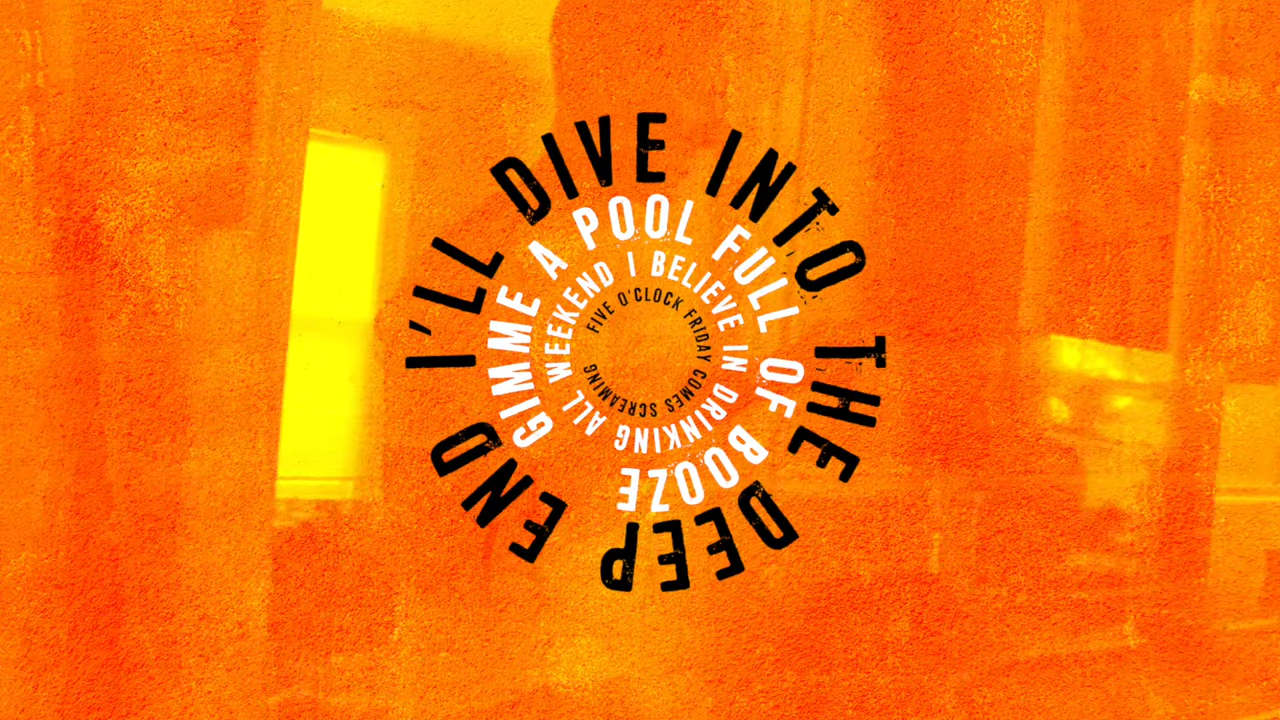 FIVE O'CLOCK FRIDAY COMES SCREAMING
I BELIEVE IN DRINKING ALL WEEKEND
GIMME A POOL FULL OF BOOZE
I'LL DIVE INTO THE DEEP END